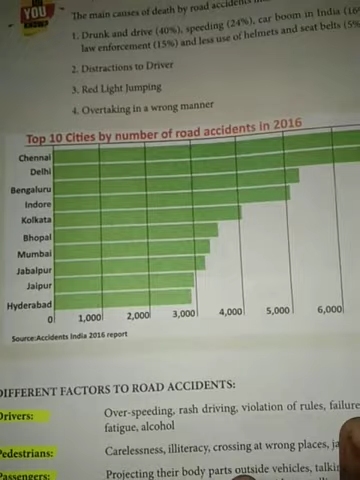 YOU
The main causes of death by road accidents
1. Drunk and drive (40%), speeding (24%), car boom in India (16
law enforcement (15%) and less use of helmets and seat belts (5%
2. Distractions to Driver
3. Red Light Jumping
4. Overtaking in a wrong manner
Top 10 Cities by number of road accidents in 2016
Chennai
Delhi
Bengaluru
Indore
Kolkata
Bhopal
Mumbai
Jabalpur
Jaipur
Hyderabad
0 1,000 2,000 3,000 4,000 5,000 6,000
Source:Accidents India 2016 report
DIFFERENT FACTORS TO ROAD ACCIDENTS:
Drivers: Over-speeding, rash driving, violation of rules, failure
fatigue, alcohol
Pedestrians: Carelessness, illiteracy, crossing at wrong places, ja
Passengers: Projecting their body parts outside vehicles, talki